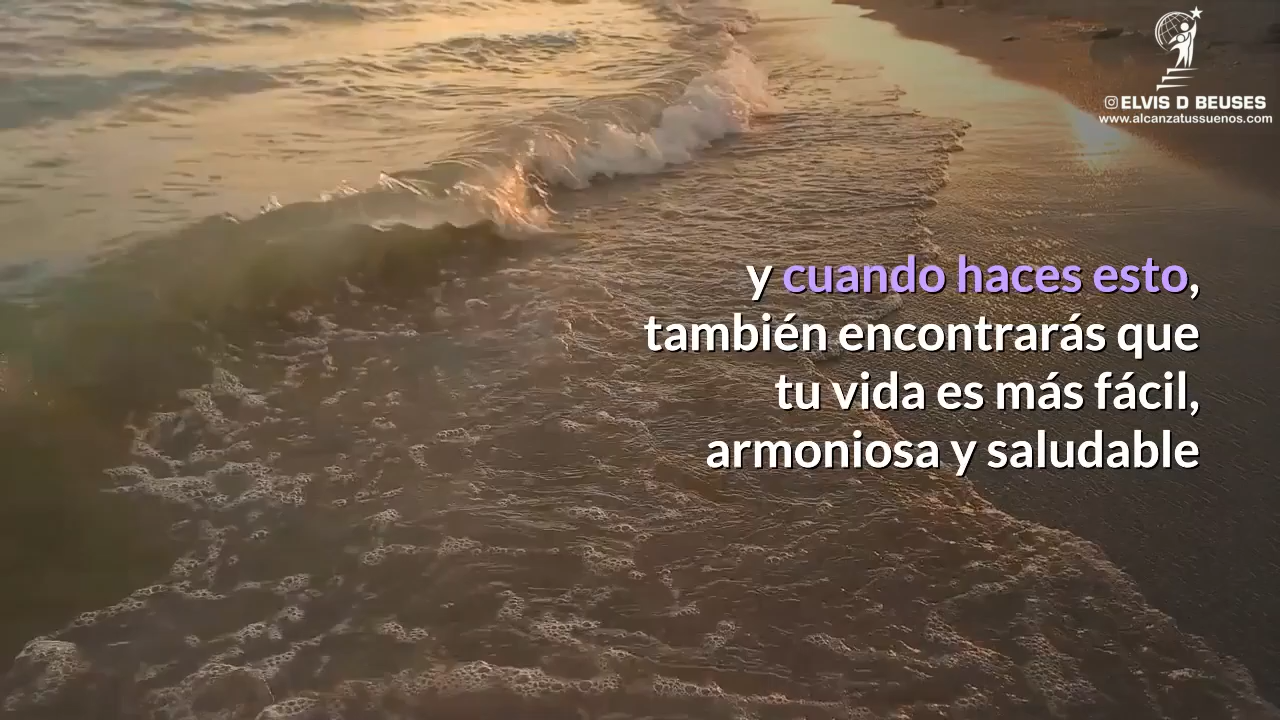 ELVIS D BEUSES
www.alcanzatussuenos.com
y cuando haces esto,
también encontrarás que
tu vida es más fácil,
armoniosa y saludable